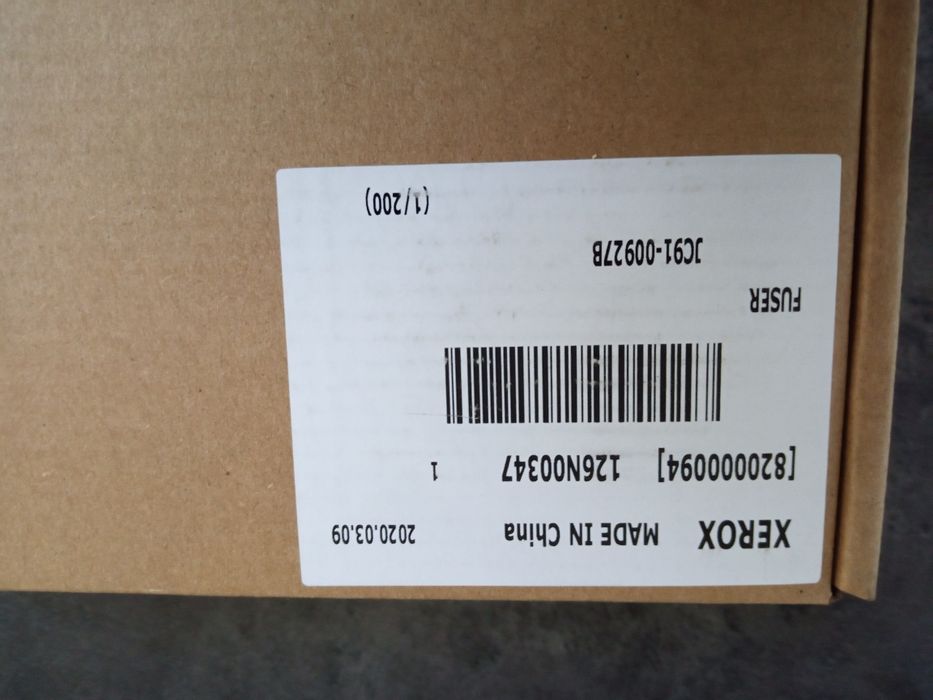 XEROX MADE IN China 2020.03.09
[820000094] 126N00347 1
FUSER
JC91-00927B
(1/200)